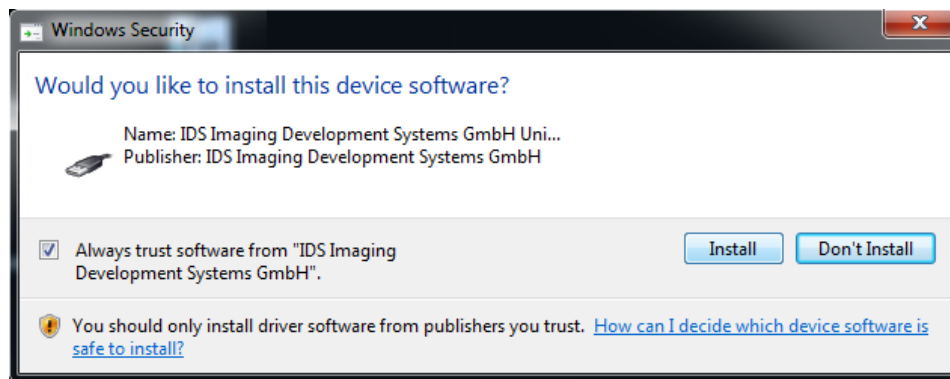 Windows Security
Would you like to install this device software?
Name: IDS Imaging Development Systems GmbH Uni...
Publisher: IDS Imaging Development Systems GmbH
Always trust software from "IDS Imaging
Development Systems GmbH".
Install
Don't Install
You should only install driver software from publishers you trust. How can I decide which device software is
safe to install?